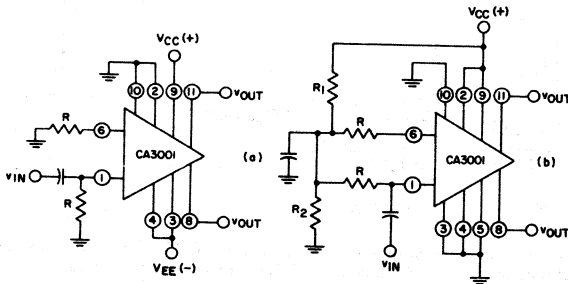 VCC(+)
10 2 9 11 VOUT
R 6
CA3001 (a)
VIN 1
R
4 3 8 VOUT
VEE(-)
VCC(+)
R1
10 2 9 11 VOUT
R 6
CA3001 (b)
R 1
R2
3 4 5 8 VOUT
VIN